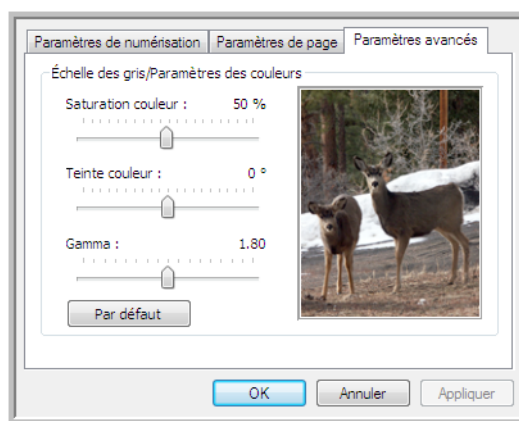 Paramètres de numérisation Paramètres de page Paramètres avancés
Échelle des gris/Paramètres des couleurs
Saturation couleur : 50 %
Teinte couleur : 0 °
Gamma : 1.80
Par défaut
OK Annuler Appliquer